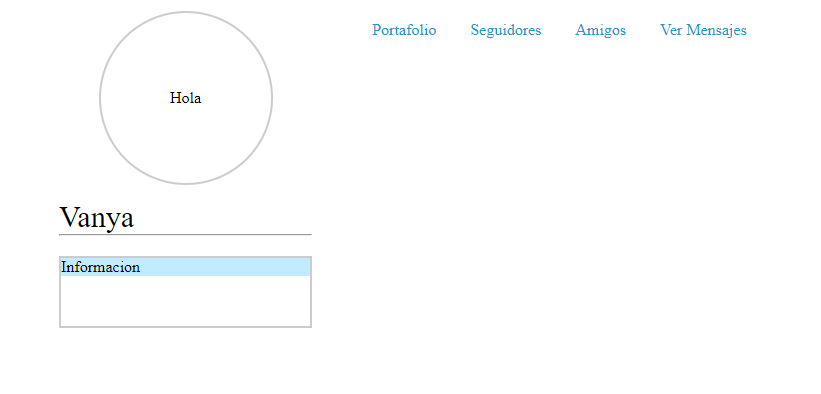 Portafolio Seguidores Amigos Ver Mensajes
Hola
Vanya
Informacion